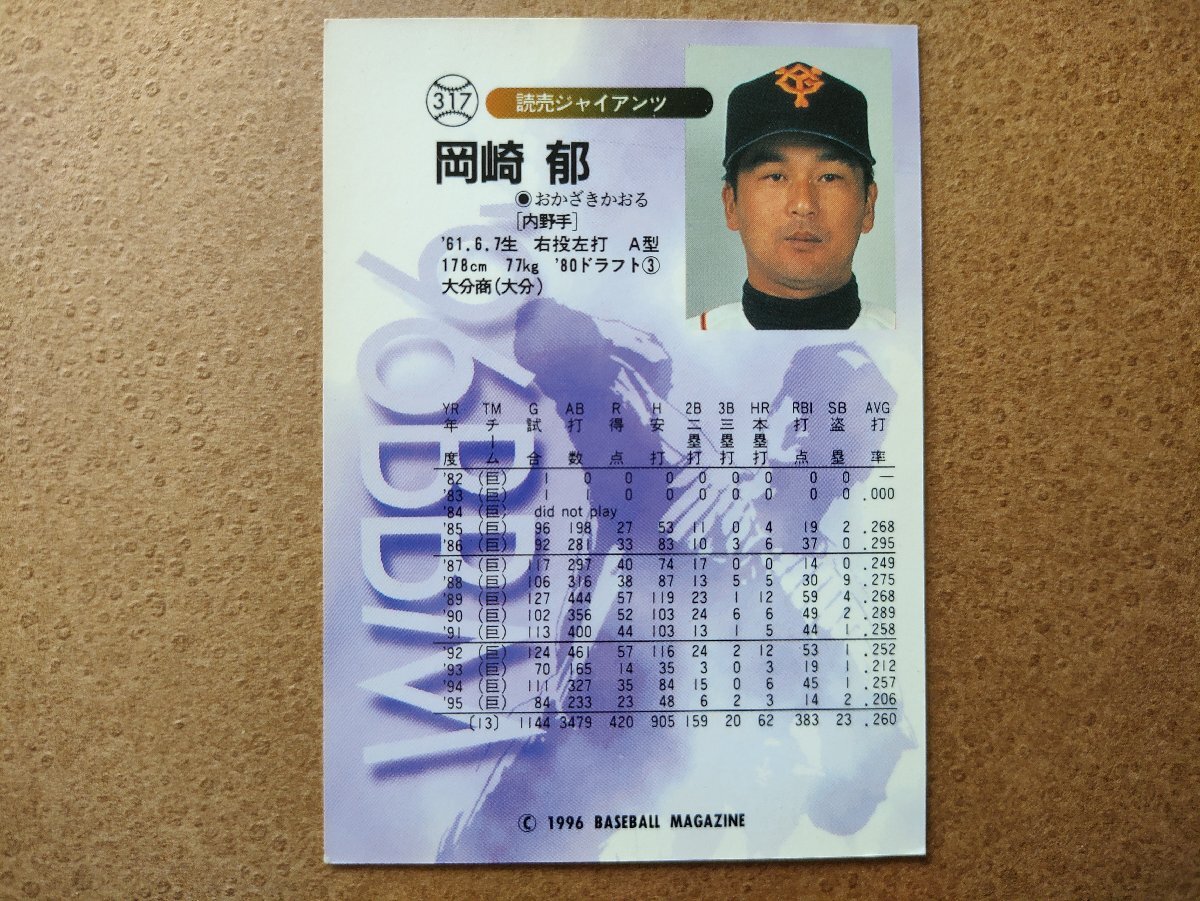 317 読売ジャイアンツ
岡崎 郁
◉おかざきかおる
[内野手]
'61.6.7生 右投左打 A型
178cm 77kg '80ドラフト③
大分商(大分)
'96 BBM
YR TM G AB R H 2B 3B HR RBI SB AVG
年度 チーム 試合 打数 得点 安打 二塁打 三塁打 本塁打 打点 盗塁 打率
'82 (巨) 1 0 0 0 0 0 0 0 0 —
'83 (巨) 1 1 0 0 0 0 0 0 0 .000
'84 (巨) did not play
'85 (巨) 96 198 27 53 11 0 4 19 2 .268
'86 (巨) 92 281 33 83 10 3 6 37 0 .295
'87 (巨) 117 297 40 74 17 0 0 14 0 .249
'88 (巨) 106 316 38 87 13 5 5 30 9 .275
'89 (巨) 127 444 57 119 23 1 12 59 4 .268
'90 (巨) 102 356 52 103 24 6 6 49 2 .289
'91 (巨) 113 400 44 103 13 1 5 44 1 .258
'92 (巨) 124 461 57 116 24 2 12 53 1 .252
'93 (巨) 70 165 14 35 3 0 3 19 1 .212
'94 (巨) 111 327 35 84 15 0 6 45 1 .257
'95 (巨) 84 233 23 48 6 2 3 14 2 .206
(13) 1144 3479 420 905 159 20 62 383 23 .260
© 1996 BASEBALL MAGAZINE